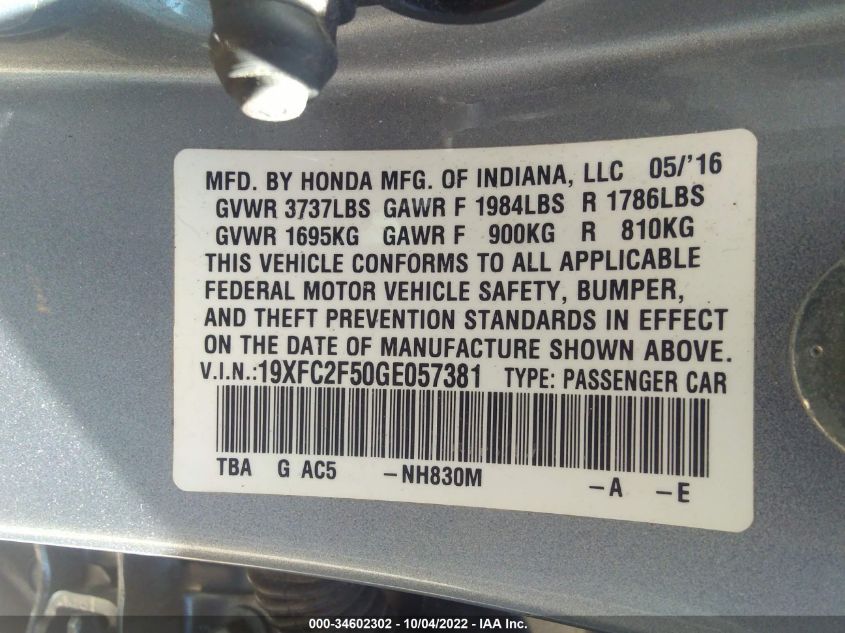 MFD. BY HONDA MFG. OF INDIANA, LLC 05/'16
GVWR 3737LBS GAWR F 1984LBS R 1786LBS
GVWR 1695KG GAWR F 900KG R 810KG
THIS VEHICLE CONFORMS TO ALL APPLICABLE
FEDERAL MOTOR VEHICLE SAFETY, BUMPER,
AND THEFT PREVENTION STANDARDS IN EFFECT
ON THE DATE OF MANUFACTURE SHOWN ABOVE.
V.I.N.:19XFC2F50GE057381 TYPE: PASSENGER CAR
TBA G AC5 -NH830M -A -E
000-34602302 - 10/04/2022 - IAA Inc.